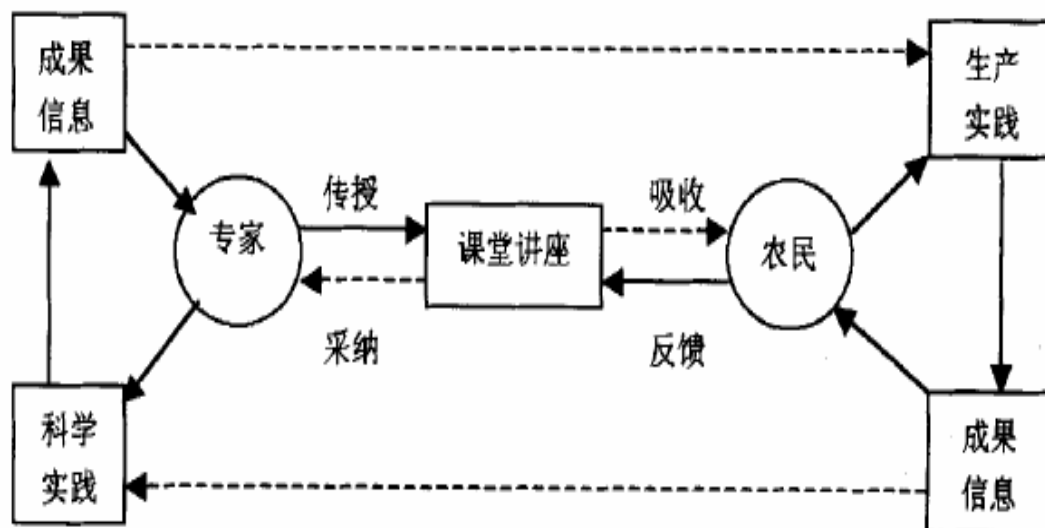 成果
信息
生产
实践
传授
吸收
专家
课堂讲座
农民
采纳
反馈
科学
实践
成果
信息